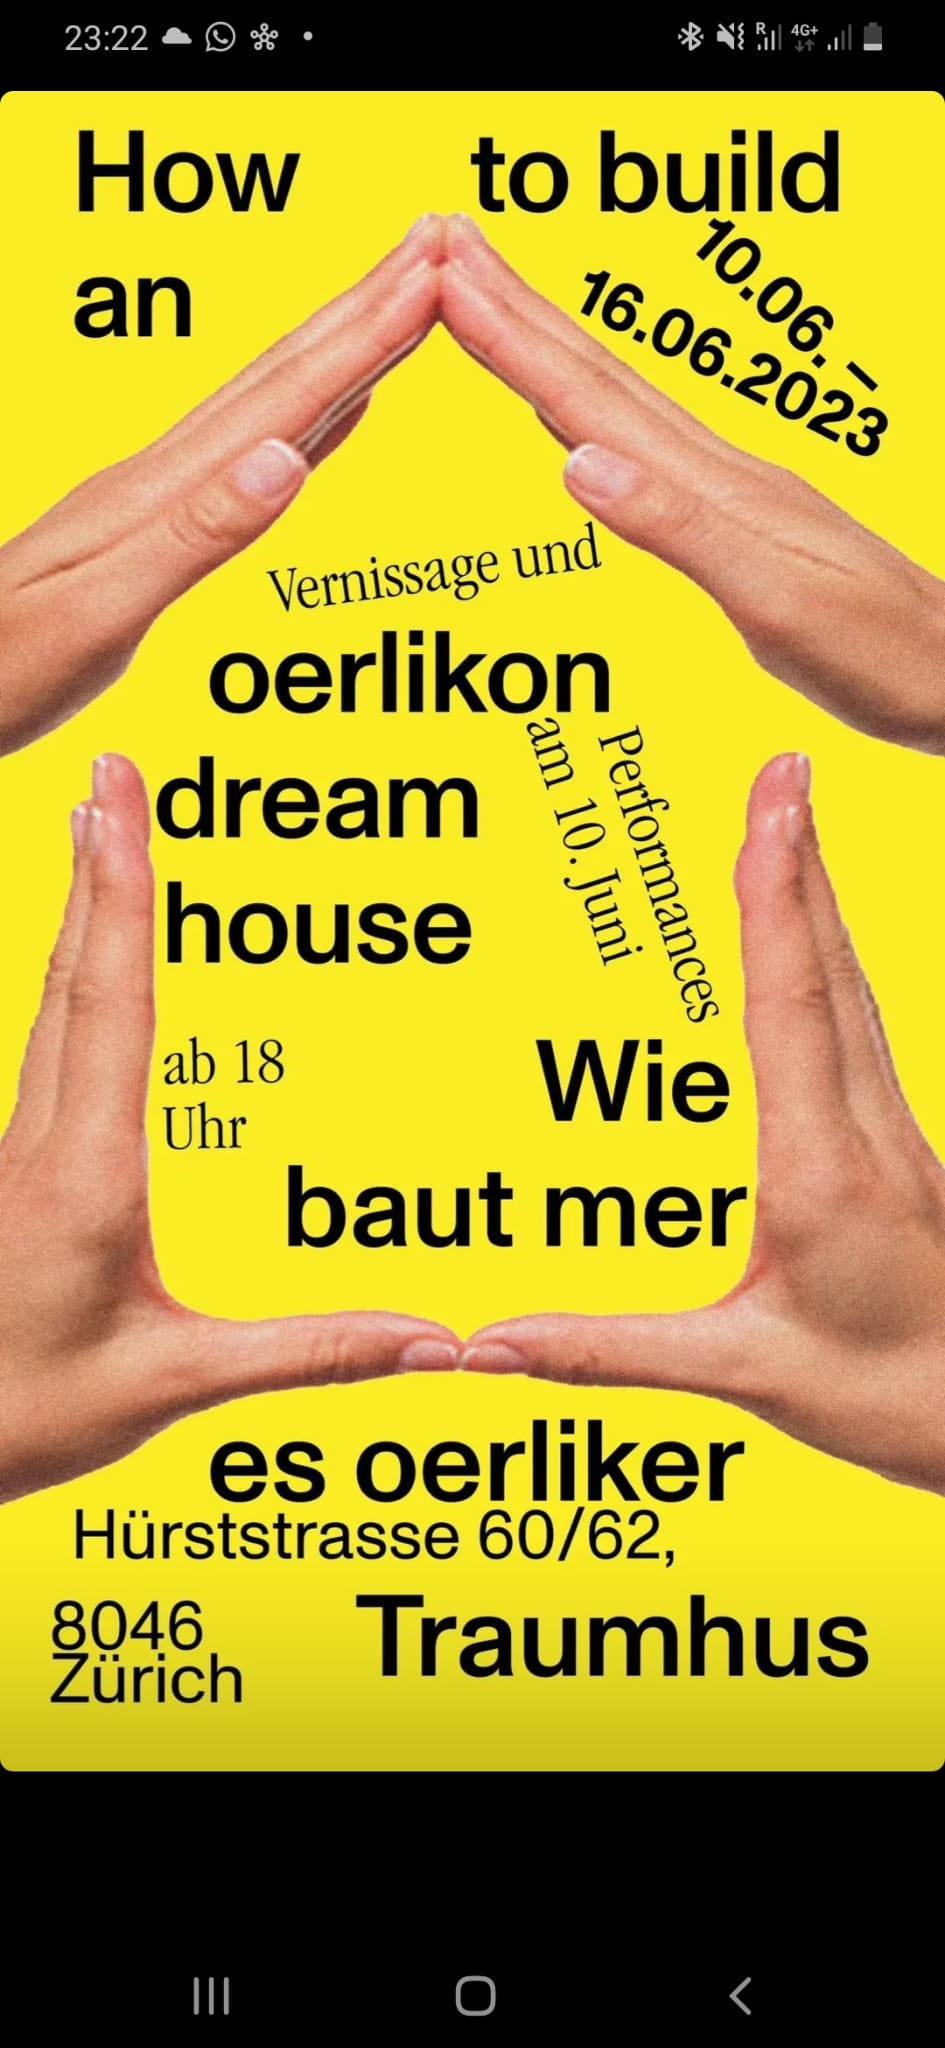 23:22
R
4G+
How to build
an
10.06. –
16.06.2023
Vernissage und
oerlikon
dream
house
Performances
am 10. Juni
ab 18
Uhr
Wie
baut mer
es oerliker
Hürststrasse 60/62,
8046
Zürich
Traumhus